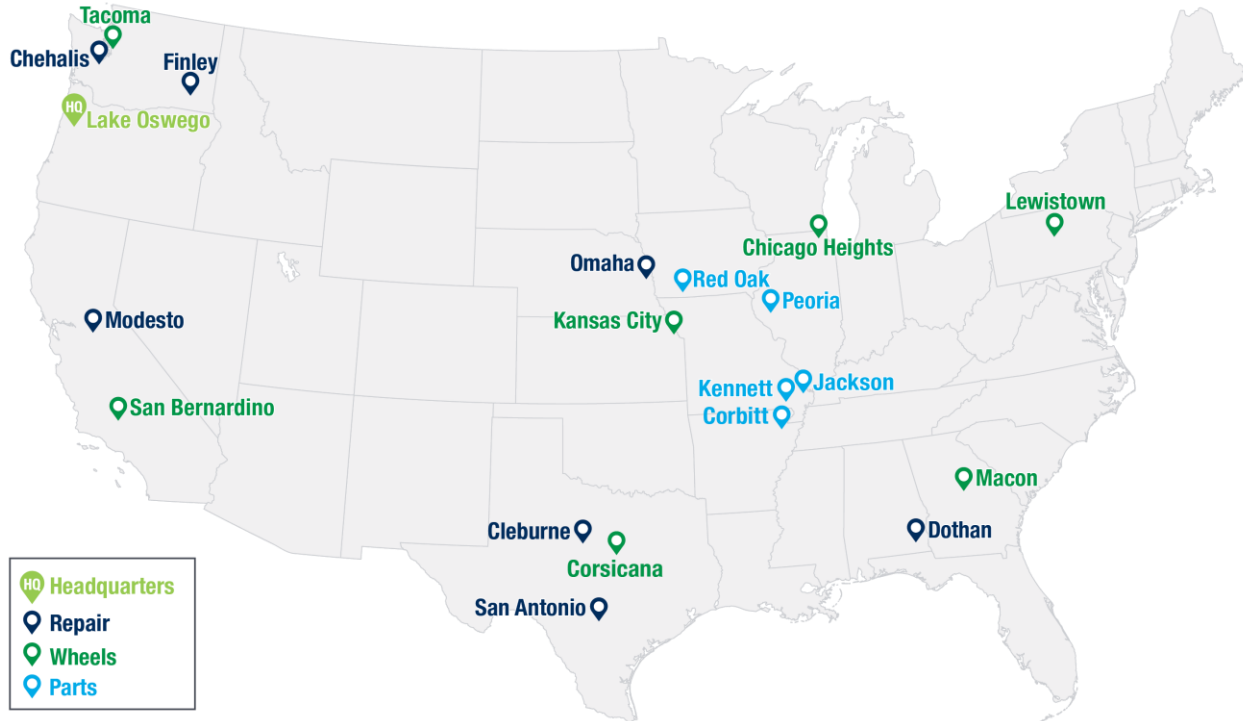 Tacoma
Chehalis
Finley
HQ
Lake Oswego
Lewistown
Chicago Heights
Omaha
Red Oak
Peoria
Modesto
Kansas City
Kennett
Jackson
San Bernardino
Corbitt
Macon
Cleburne
Dothan
Corsicana
San Antonio
HQ Headquarters
Repair
Wheels
Parts